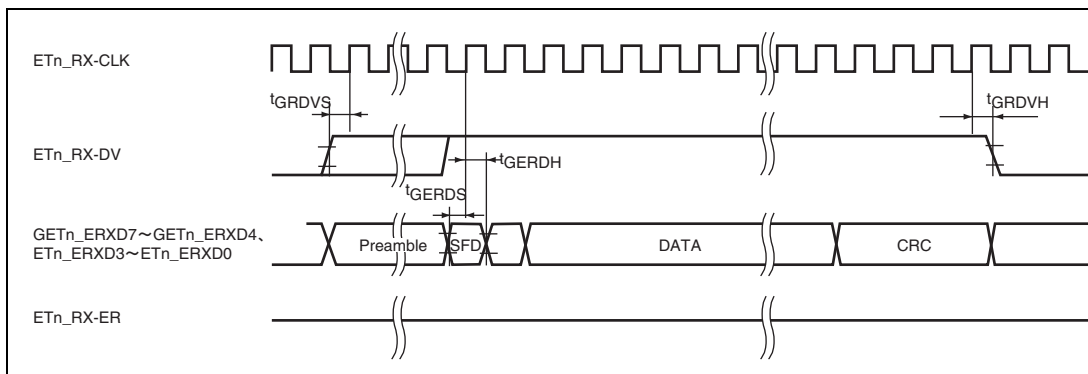 ETn_RX-CLK
tGRDVS
tGRDVH
ETn_RX-DV
tGERDH
tGERDS
GETn_ERXD7～GETn_ERXD4、
ETn_ERXD3～ETn_ERXD0
Preamble
SFD
DATA
CRC
ETn_RX-ER